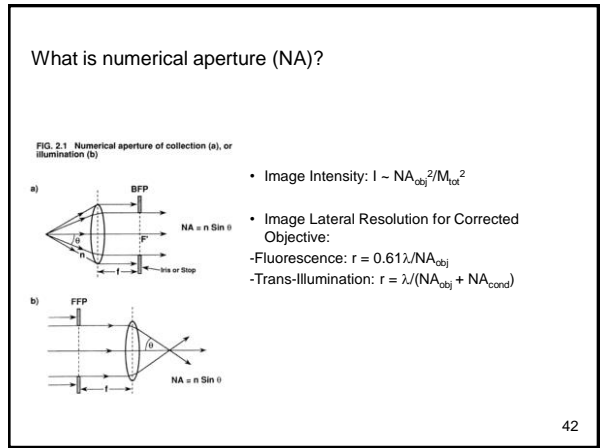 What is numerical aperture (NA)?
FIG. 2.1 Numerical aperture of collection (a), or
illumination (b)
a)
BFP
NA = n Sin θ
θ
F'
n
f
Iris or Stop
b)
FFP
θ
NA = n Sin θ
f
• Image Intensity: I ~ NAobj²/Mtot²
• Image Lateral Resolution for Corrected
Objective:
-Fluorescence: r = 0.61λ/NAobj
-Trans-Illumination: r = λ/(NAobj + NAcond)
42